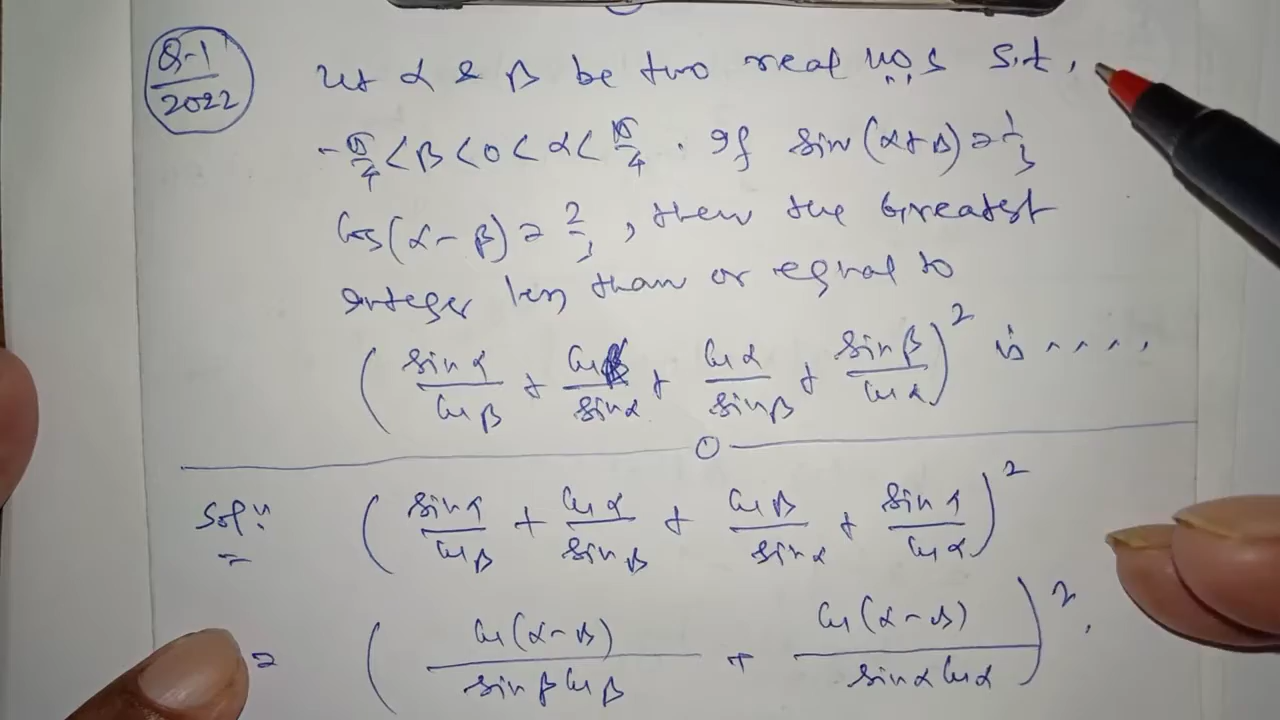 Q-1
2022
Let α & β be two real no.s s.t.
-π/4 < β < 0 < α < π/4 . If sin(α+β) = 1/3
Cos(α-β) = 2/3, then the Greatest
integer less than or equal to
(sinα/cosβ + cosβ/sinα + cosα/sinβ + sinβ/cosα)² is ....
Solⁿ: (sinα/cosβ + cosα/sinβ + cosβ/sinα + sinα/cosα)²
= (cos(α-β)/sinβ cosβ + cos(α-β)/sinα cosα)².